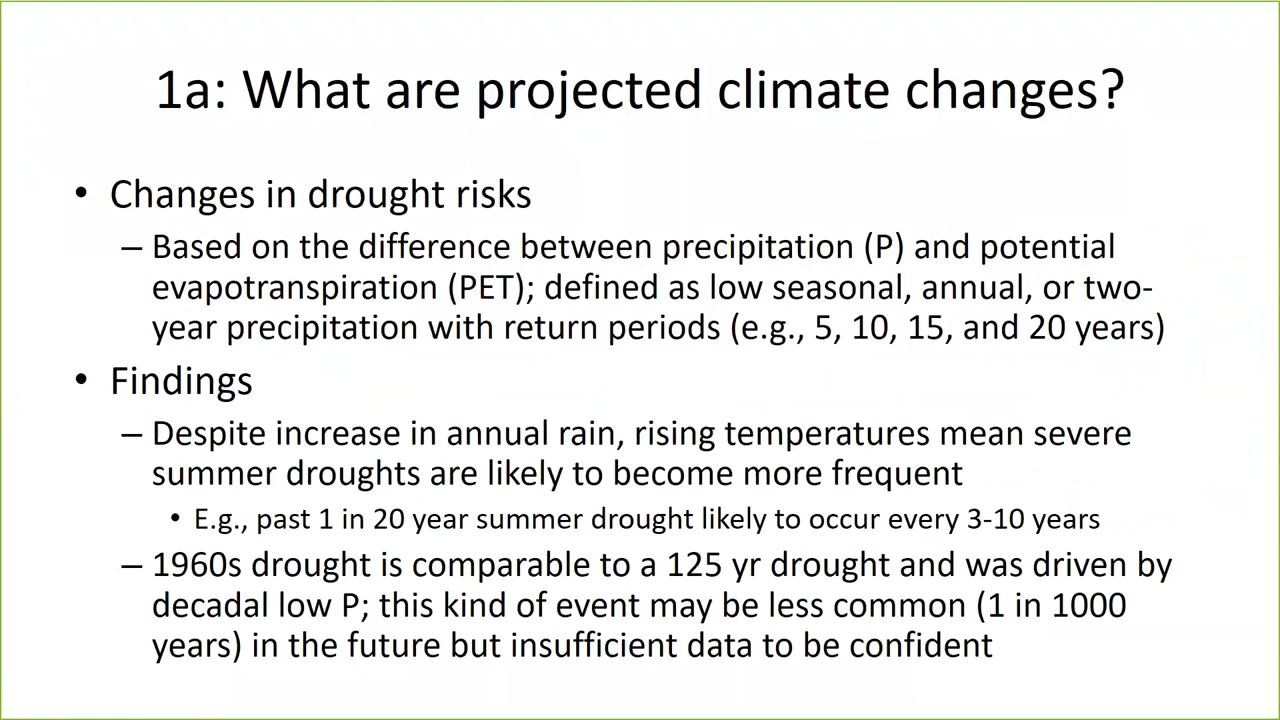 1a: What are projected climate changes?
• Changes in drought risks
– Based on the difference between precipitation (P) and potential
evapotranspiration (PET); defined as low seasonal, annual, or two-
year precipitation with return periods (e.g., 5, 10, 15, and 20 years)
• Findings
– Despite increase in annual rain, rising temperatures mean severe
summer droughts are likely to become more frequent
• E.g., past 1 in 20 year summer drought likely to occur every 3-10 years
– 1960s drought is comparable to a 125 yr drought and was driven by
decadal low P; this kind of event may be less common (1 in 1000
years) in the future but insufficient data to be confident